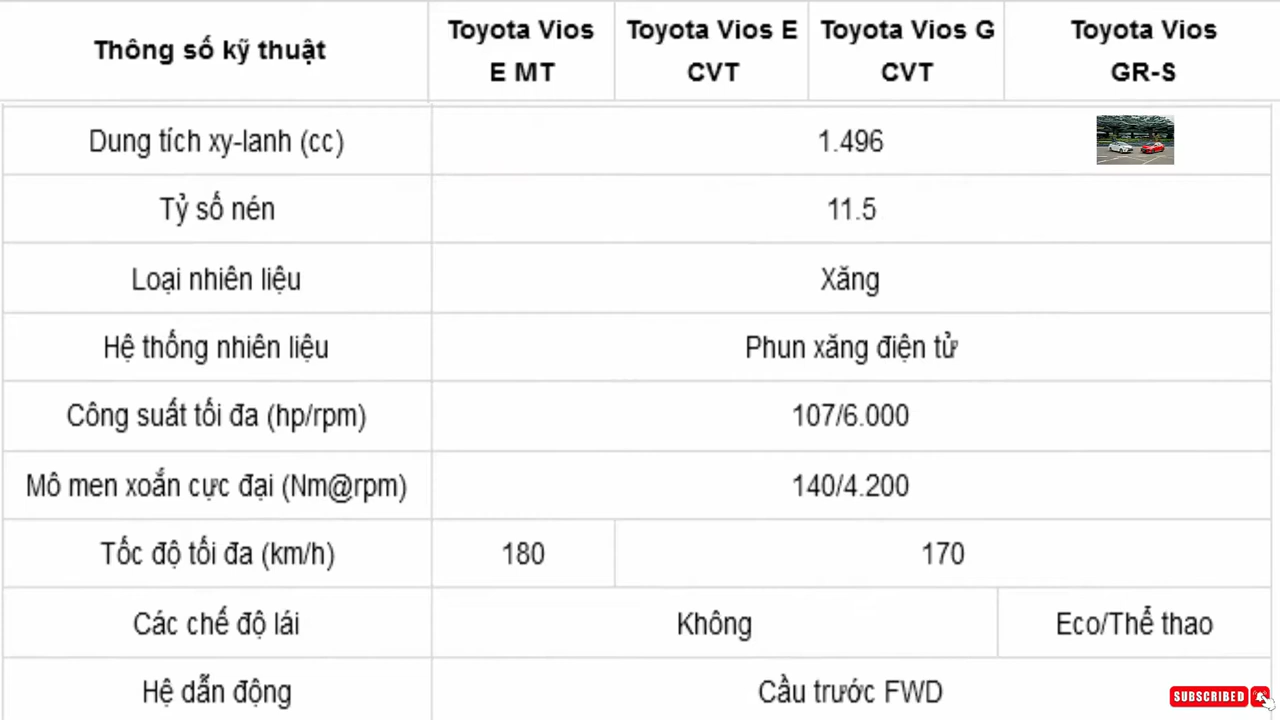 Thông số kỹ thuật
Toyota Vios E MT
Toyota Vios E CVT
Toyota Vios G CVT
Toyota Vios GR-S
Dung tích xy-lanh (cc)
1.496
Tỷ số nén
11.5
Loại nhiên liệu
Xăng
Hệ thống nhiên liệu
Phun xăng điện tử
Công suất tối đa (hp/rpm)
107/6.000
Mô men xoắn cực đại (Nm@rpm)
140/4.200
Tốc độ tối đa (km/h)
180
170
Các chế độ lái
Không
Eco/Thể thao
Hệ dẫn động
Cầu trước FWD
SUBSCRIBED